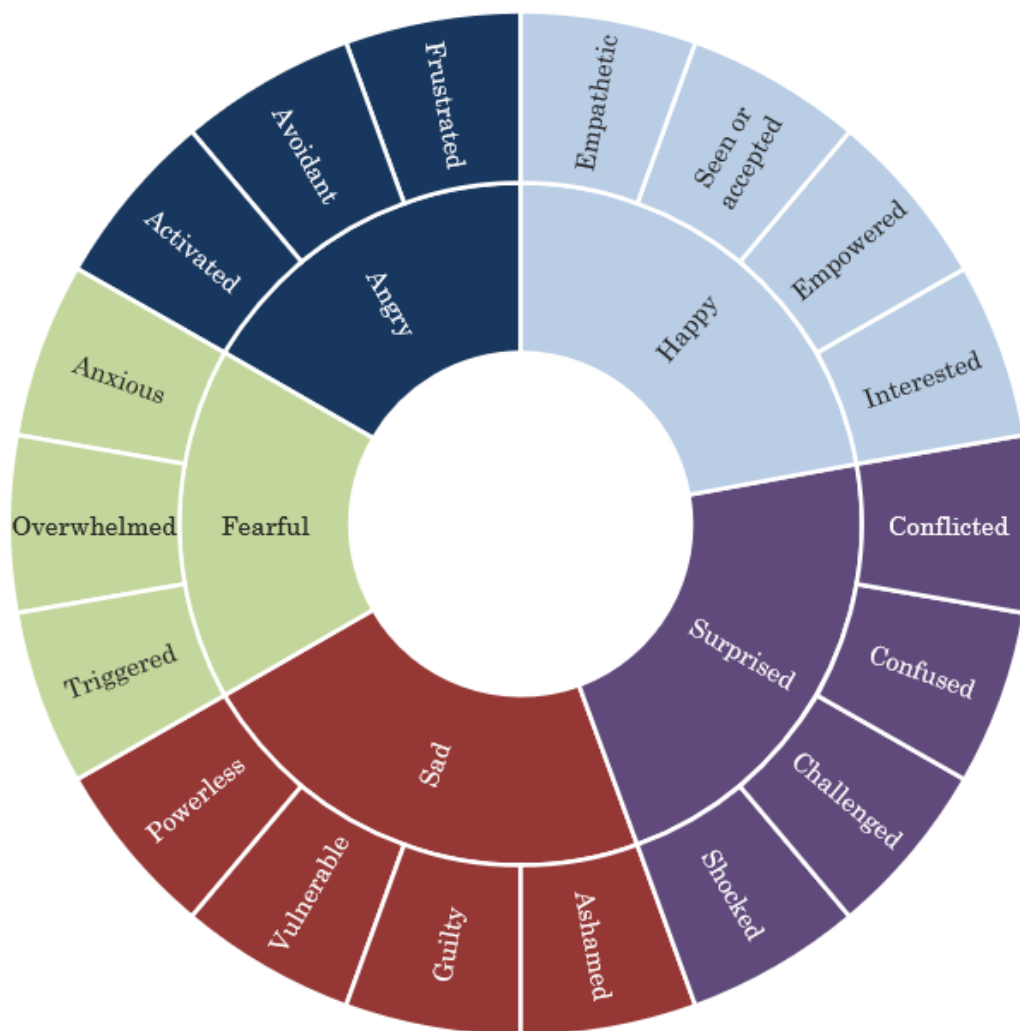 Happy
Empathetic
Seen or
accepted
Empowered
Interested
Surprised
Conflicted
Confused
Challenged
Shocked
Sad
Ashamed
Guilty
Vulnerable
Powerless
Fearful
Triggered
Overwhelmed
Anxious
Angry
Activated
Avoidant
Frustrated